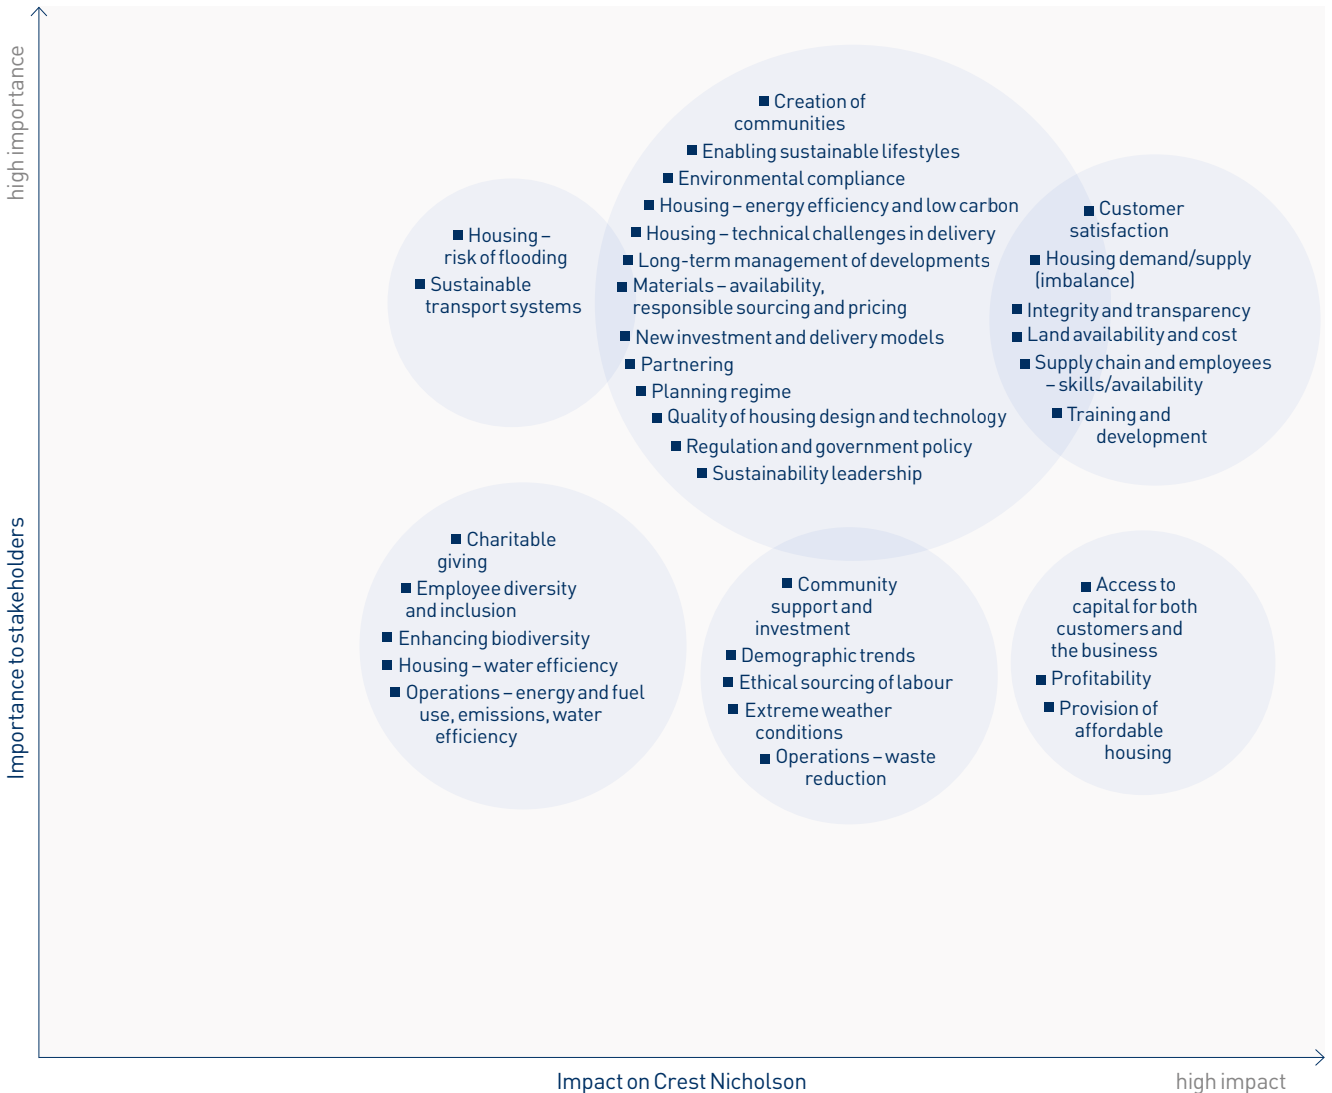 high importance
Importance to stakeholders
Creation of
communities
Enabling sustainable lifestyles
Environmental compliance
Housing – energy efficiency and low carbon
Housing – technical challenges in delivery
Long-term management of developments
Materials – availability,
responsible sourcing and pricing
New investment and delivery models
Partnering
Planning regime
Quality of housing design and technology
Regulation and government policy
Sustainability leadership
Housing –
risk of flooding
Sustainable
transport systems
Customer
satisfaction
Housing demand/supply
(imbalance)
Integrity and transparency
Land availability and cost
Supply chain and employees
– skills/availability
Training and
development
Charitable
giving
Employee diversity
and inclusion
Enhancing biodiversity
Housing – water efficiency
Operations – energy and fuel
use, emissions, water
efficiency
Community
support and
investment
Demographic trends
Ethical sourcing of labour
Extreme weather
conditions
Operations – waste
reduction
Access to
capital for both
customers and
the business
Profitability
Provision of
affordable
housing
Impact on Crest Nicholson
high impact